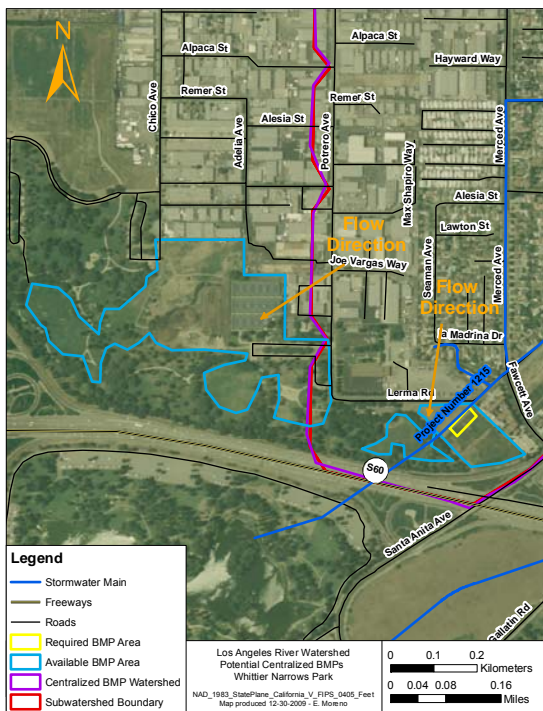 N
Alpaca St
Hayward Way
Remer St
Remer St
Chico Ave
Adelia Ave
Alesia St
Potrero Ave
Max Shapiro Way
Merced Ave
Alesia St
Lawton St
Flow
Direction
Joe Vargas Way
Seaman Ave
Merced Ave
Flow
Direction
a Madrina Dr
Fawcett Ave
Lerma Rd
Project Number 1215
S60
Santa Anita Ave
Gallatin Rd
Legend
Stormwater Main
Freeways
Roads
Required BMP Area
Available BMP Area
Centralized BMP Watershed
Subwatershed Boundary
Los Angeles River Watershed
Potential Centralized BMPs
Whittier Narrows Park
NAD_1983_StatePlane_California_V_FIPS_0405_Feet
Map produced 12-30-2009 - E. Moreno
0 0.1 0.2
Kilometers
0 0.04 0.08 0.16
Miles